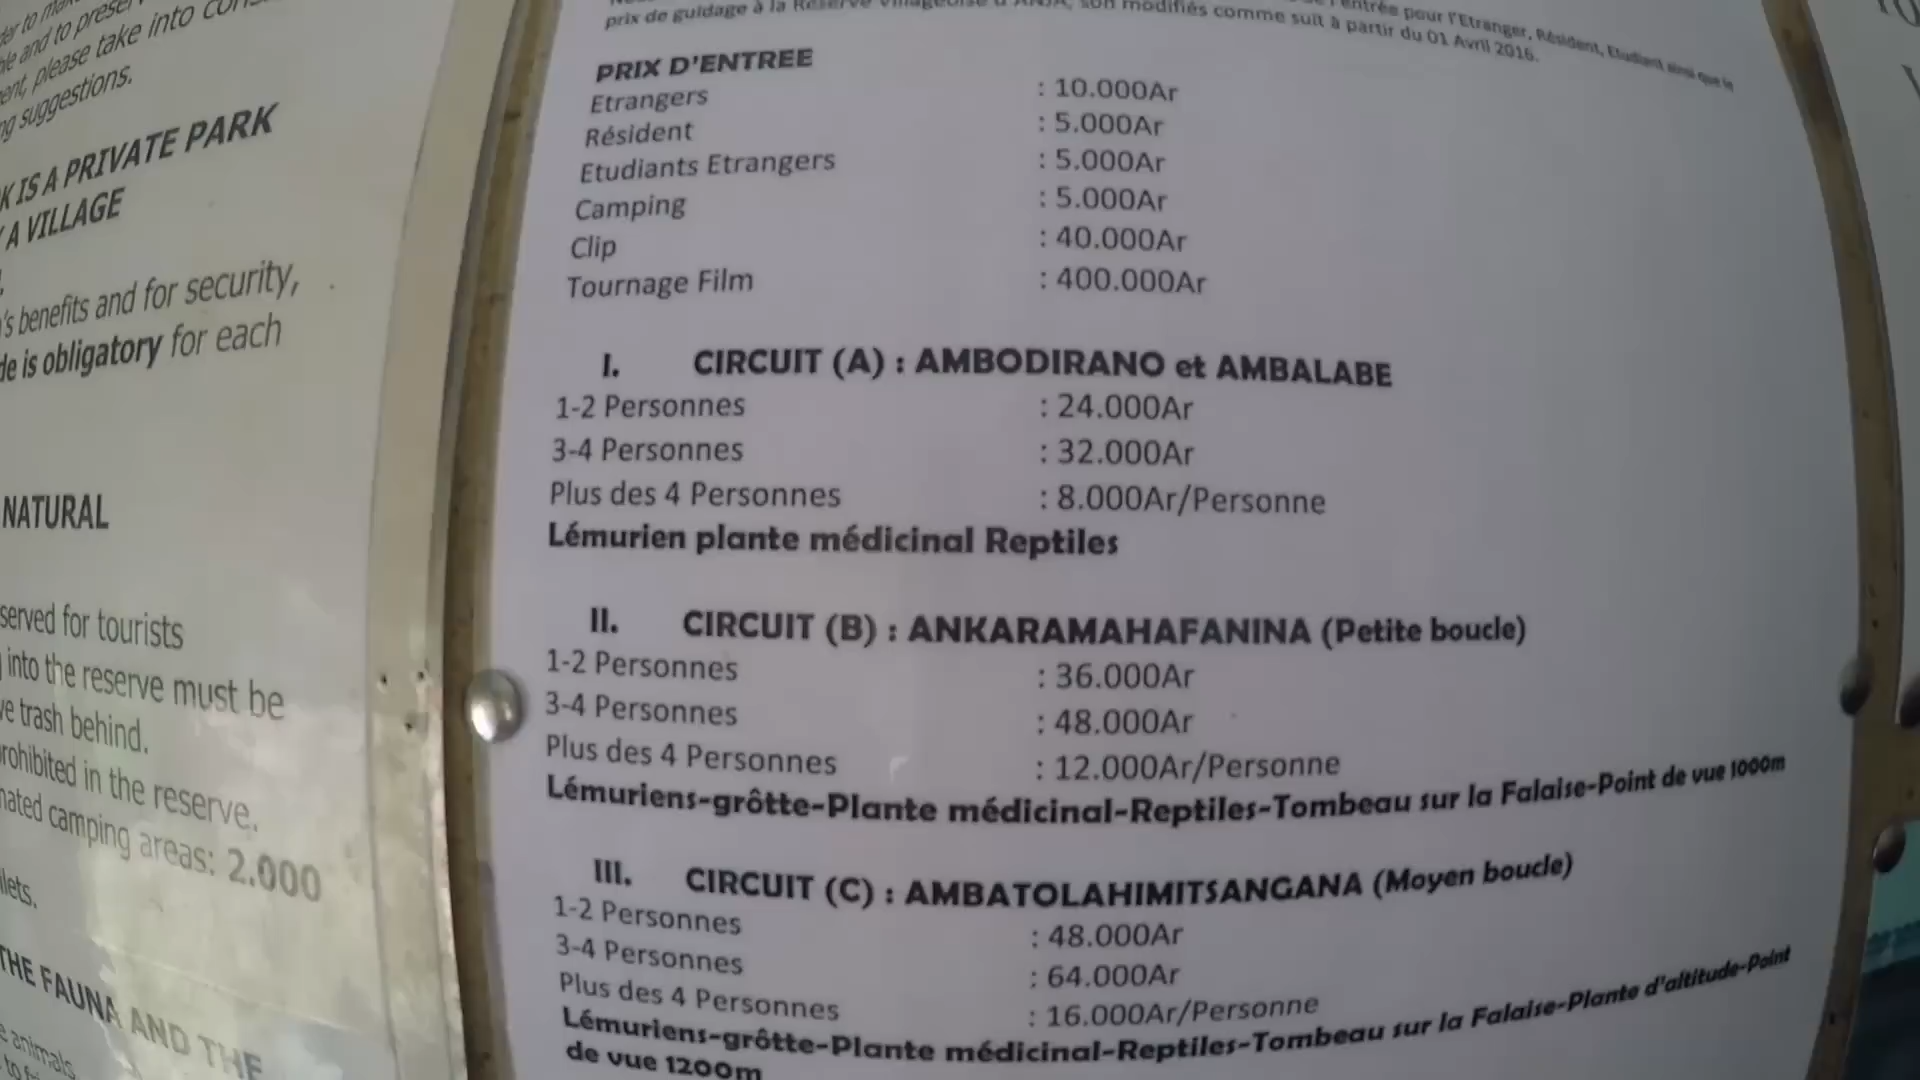 ng suggestions.
IS A PRIVATE PARK
A VILLAGE
's benefits and for security,
is obligatory for each
NATURAL
served for tourists
into the reserve must be
trash behind.
prohibited in the reserve.
camping areas: 2.000
THE FAUNA AND THE
animals
prix de guidage à la Réserve Villageoise d'ANJA, son modifiés comme suit à partir du 01 Avril 2016.
PRIX D'ENTREE
Etrangers : 10.000Ar
Résident : 5.000Ar
Etudiants Etrangers : 5.000Ar
Camping : 5.000Ar
Clip : 40.000Ar
Tournage Film : 400.000Ar
I. CIRCUIT (A) : AMBODIRANO et AMBALABE
1-2 Personnes : 24.000Ar
3-4 Personnes : 32.000Ar
Plus des 4 Personnes : 8.000Ar/Personne
Lémurien plante médicinal Reptiles
II. CIRCUIT (B) : ANKARAMAHAFANINA (Petite boucle)
1-2 Personnes : 36.000Ar
3-4 Personnes : 48.000Ar
Plus des 4 Personnes : 12.000Ar/Personne
Lémuriens-grôtte-Plante médicinal-Reptiles-Tombeau sur la Falaise-Point de vue 1000m
III. CIRCUIT (C) : AMBATOLAHIMITSANGANA (Moyen boucle)
1-2 Personnes : 48.000Ar
3-4 Personnes : 64.000Ar
Plus des 4 Personnes : 16.000Ar/Personne
Lémuriens-grôtte-Plante médicinal-Reptiles-Tombeau sur la Falaise-Plante d'altitude-Point
de vue 1200m